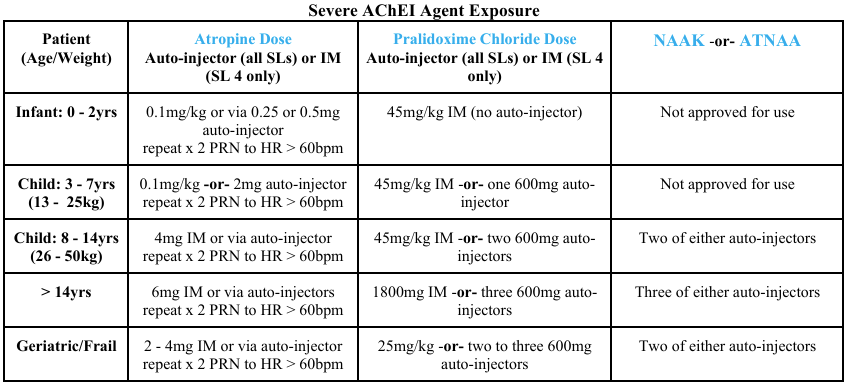 Severe AChEI Agent Exposure
Patient
(Age/Weight)
Atropine Dose
Auto-injector (all SLs) or IM
(SL 4 only)
Pralidoxime Chloride Dose
Auto-injector (all SLs) or IM (SL 4
only)
NAAK -or- ATNAA
Infant: 0 - 2yrs
0.1mg/kg or via 0.25 or 0.5mg
auto-injector
repeat x 2 PRN to HR > 60bpm
45mg/kg IM (no auto-injector)
Not approved for use
Child: 3 - 7yrs
(13 - 25kg)
0.1mg/kg -or- 2mg auto-injector
repeat x 2 PRN to HR > 60bpm
45mg/kg IM -or- one 600mg auto-
injector
Not approved for use
Child: 8 - 14yrs
(26 - 50kg)
4mg IM or via auto-injector
repeat x 2 PRN to HR > 60bpm
45mg/kg IM -or- two 600mg auto-
injectors
Two of either auto-injectors
> 14yrs
6mg IM or via auto-injectors
repeat x 2 PRN to HR > 60bpm
1800mg IM -or- three 600mg auto-
injectors
Three of either auto-injectors
Geriatric/Frail
2 - 4mg IM or via auto-injector
repeat x 2 PRN to HR > 60bpm
25mg/kg -or- two to three 600mg
auto-injectors
Two of either auto-injectors